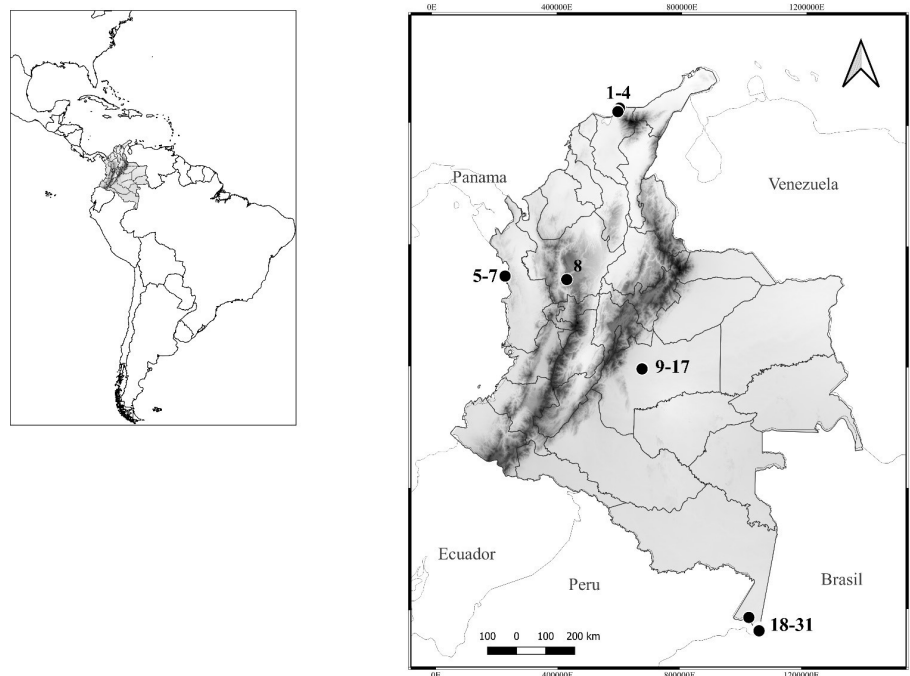 0E 400000E 800000E 1200000E
1-4
Panama
Venezuela
5-7
8
9-17
Ecuador
Peru
Brasil
18-31
100 0 100 200 km
0E 800000E 1200000E